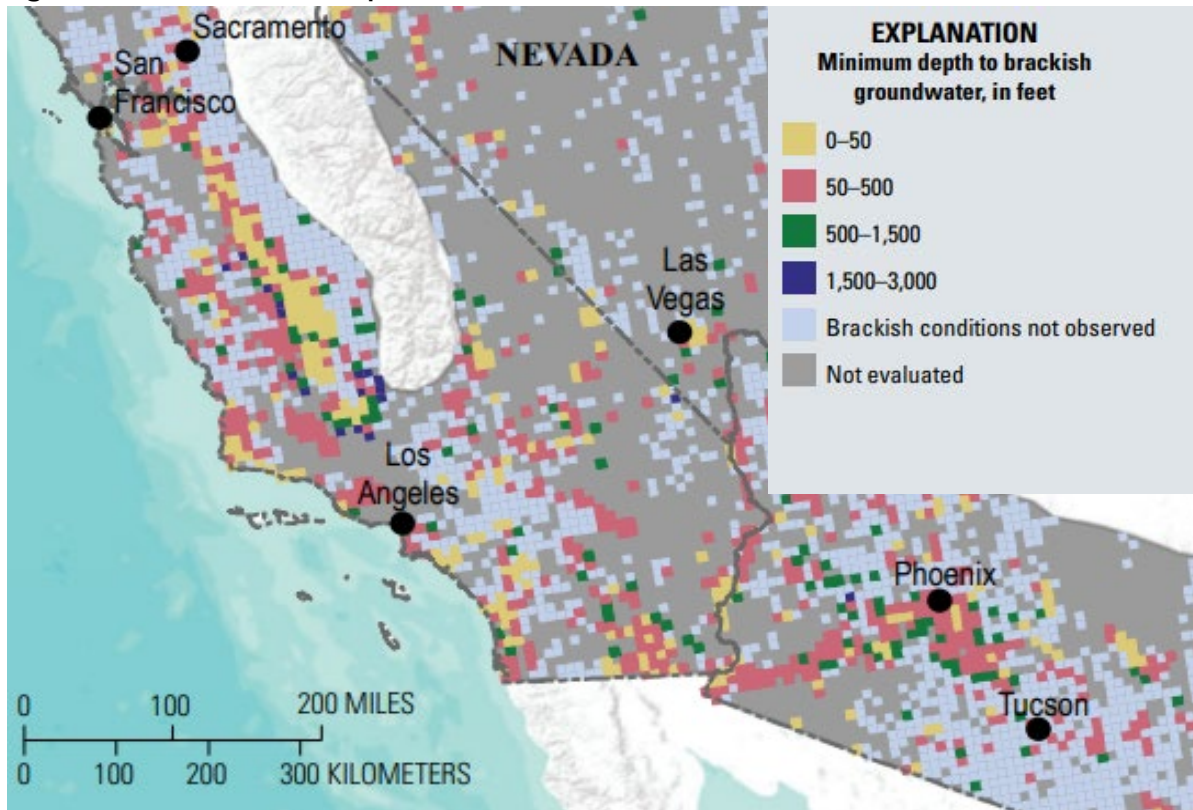 Sacramento
San
Francisco
NEVADA
Las
Vegas
Los
Angeles
Phoenix
Tucson
EXPLANATION
Minimum depth to brackish
groundwater, in feet
0–50
50–500
500–1,500
1,500–3,000
Brackish conditions not observed
Not evaluated
0 100 200 MILES
0 100 200 300 KILOMETERS